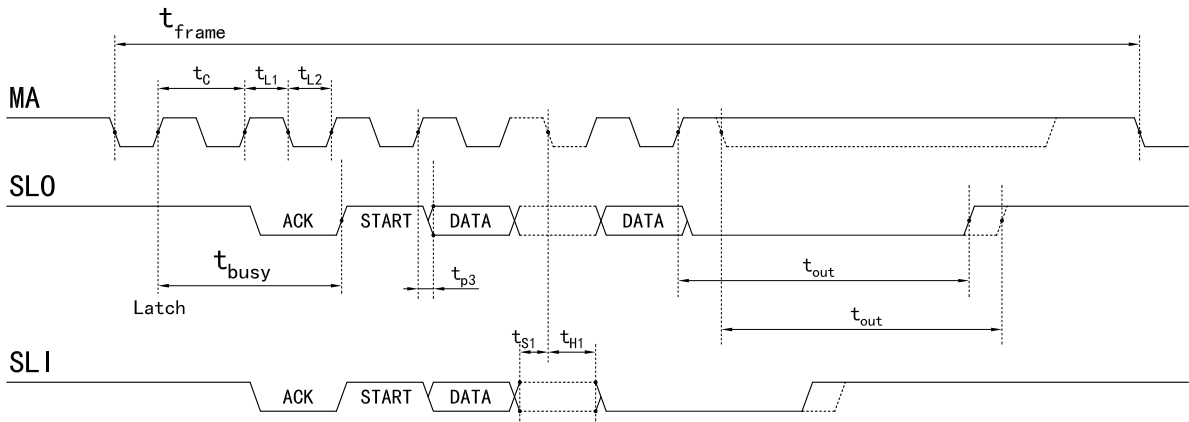 t_frame
t_C t_L1 t_L2
MA
SLO
ACK START DATA DATA
t_busy t_p3 t_out
Latch
t_out
t_S1 t_H1
SLI
ACK START DATA